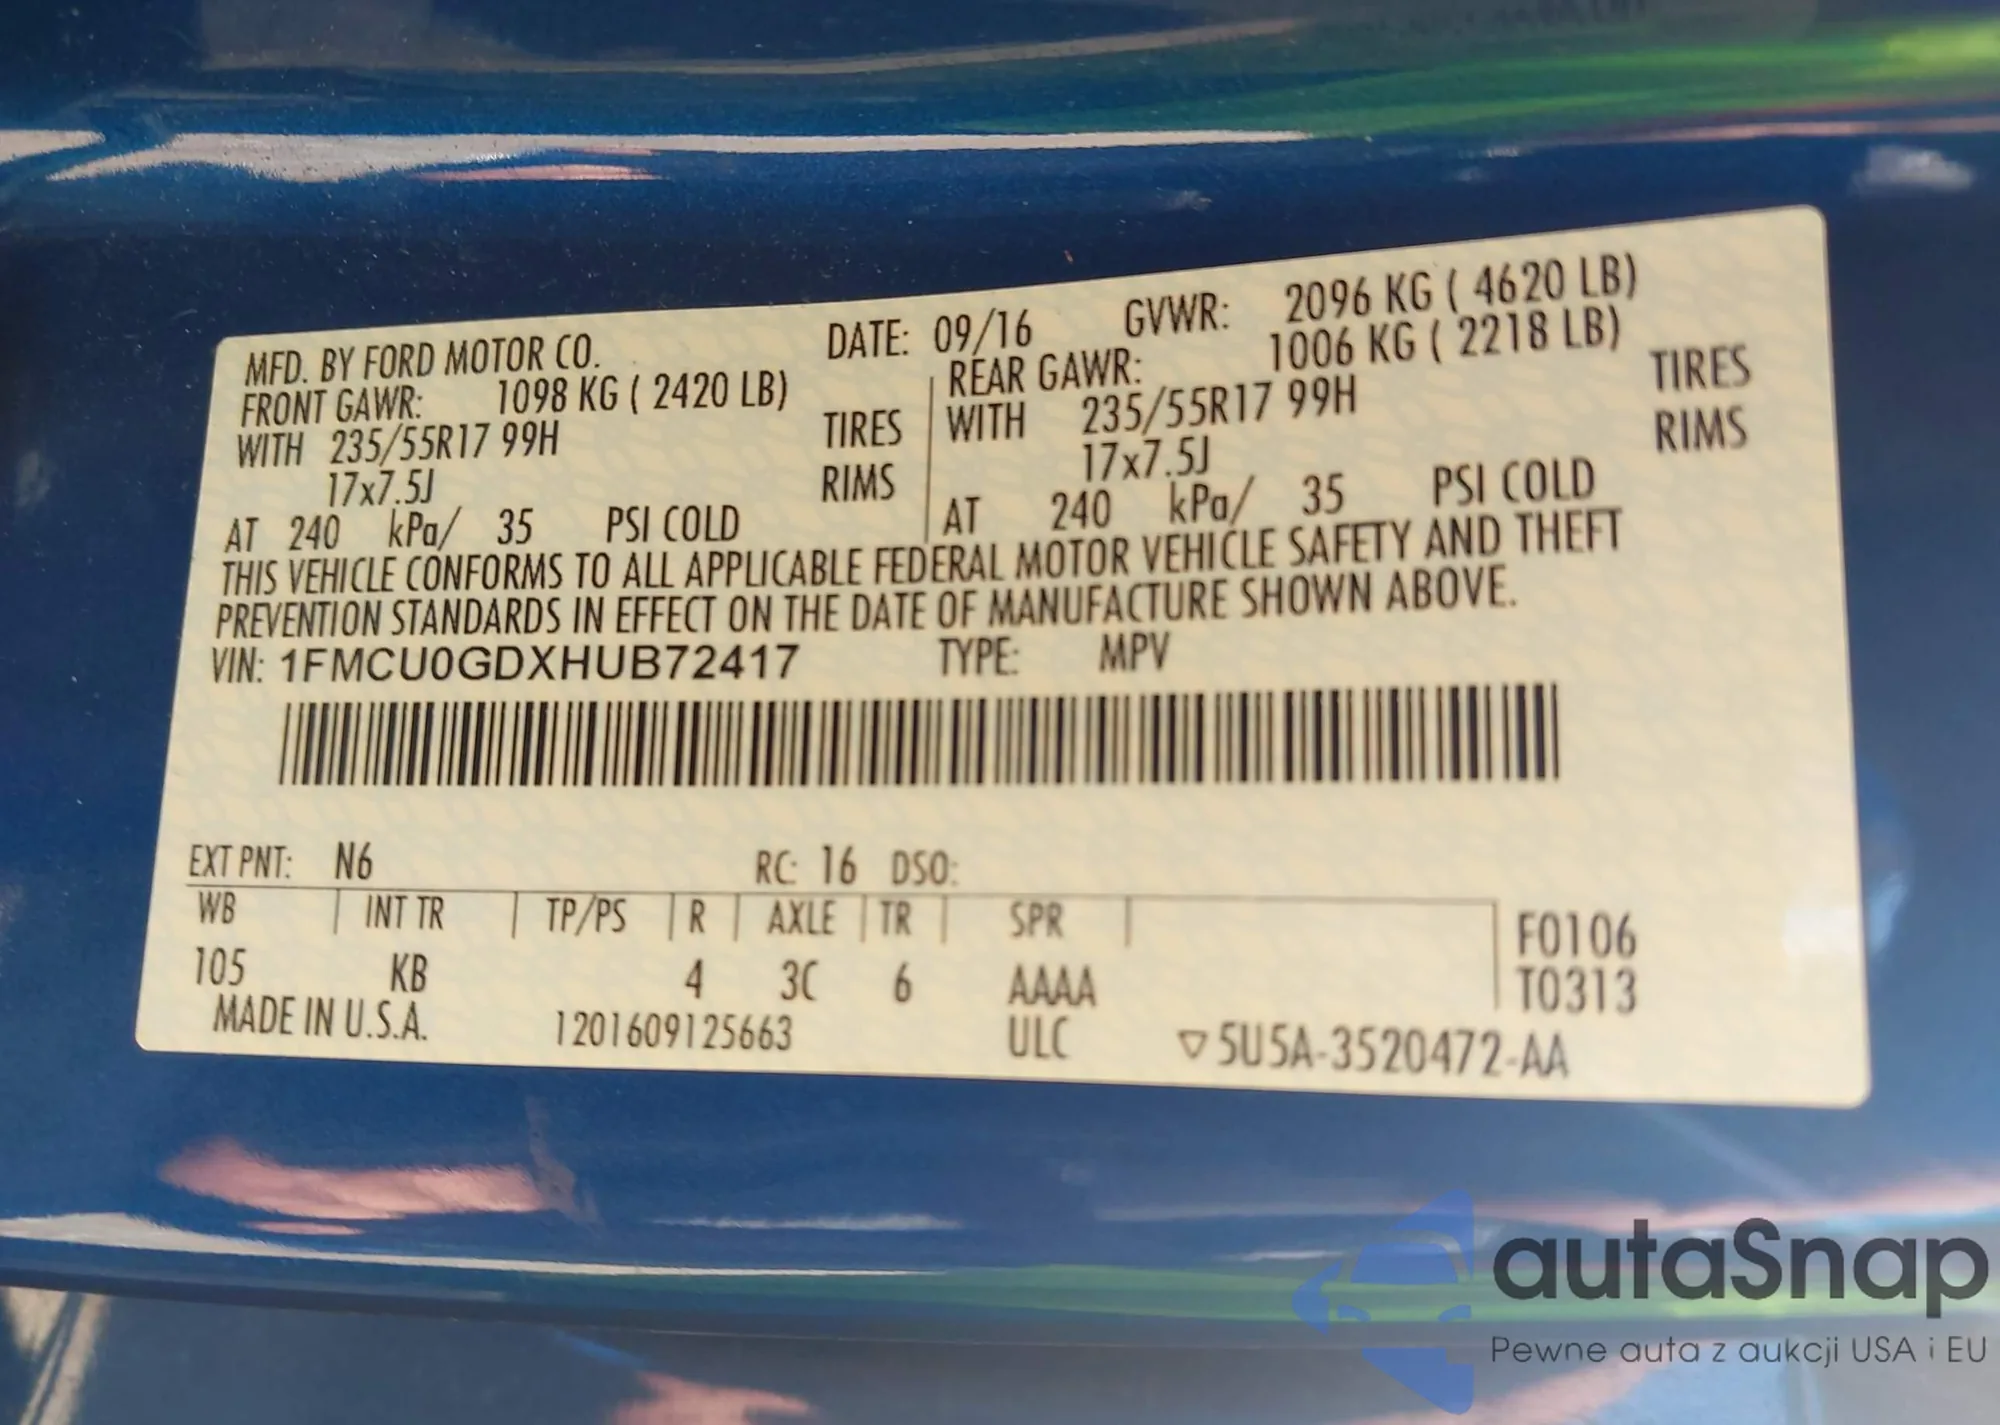 MFD. BY FORD MOTOR CO. DATE: 09/16 GVWR: 2096 KG ( 4620 LB)
FRONT GAWR: 1098 KG ( 2420 LB) REAR GAWR: 1006 KG ( 2218 LB)
WITH 235/55R17 99H TIRES WITH 235/55R17 99H TIRES
17x7.5J RIMS 17x7.5J RIMS
AT 240 kPa/ 35 PSI COLD AT 240 kPa/ 35 PSI COLD
THIS VEHICLE CONFORMS TO ALL APPLICABLE FEDERAL MOTOR VEHICLE SAFETY AND THEFT
PREVENTION STANDARDS IN EFFECT ON THE DATE OF MANUFACTURE SHOWN ABOVE.
VIN: 1FMCU0GDXHUB72417 TYPE: MPV
EXT PNT: N6 RC: 16 DSO:
WB INT TR TP/PS R AXLE TR SPR
105 KB 4 3C 6 AAAA
F0106
T0313
MADE IN U.S.A. 1201609125663 ULC ▽5U5A-3520472-AA
autaSnap
Pewne auta z aukcji USA i EU